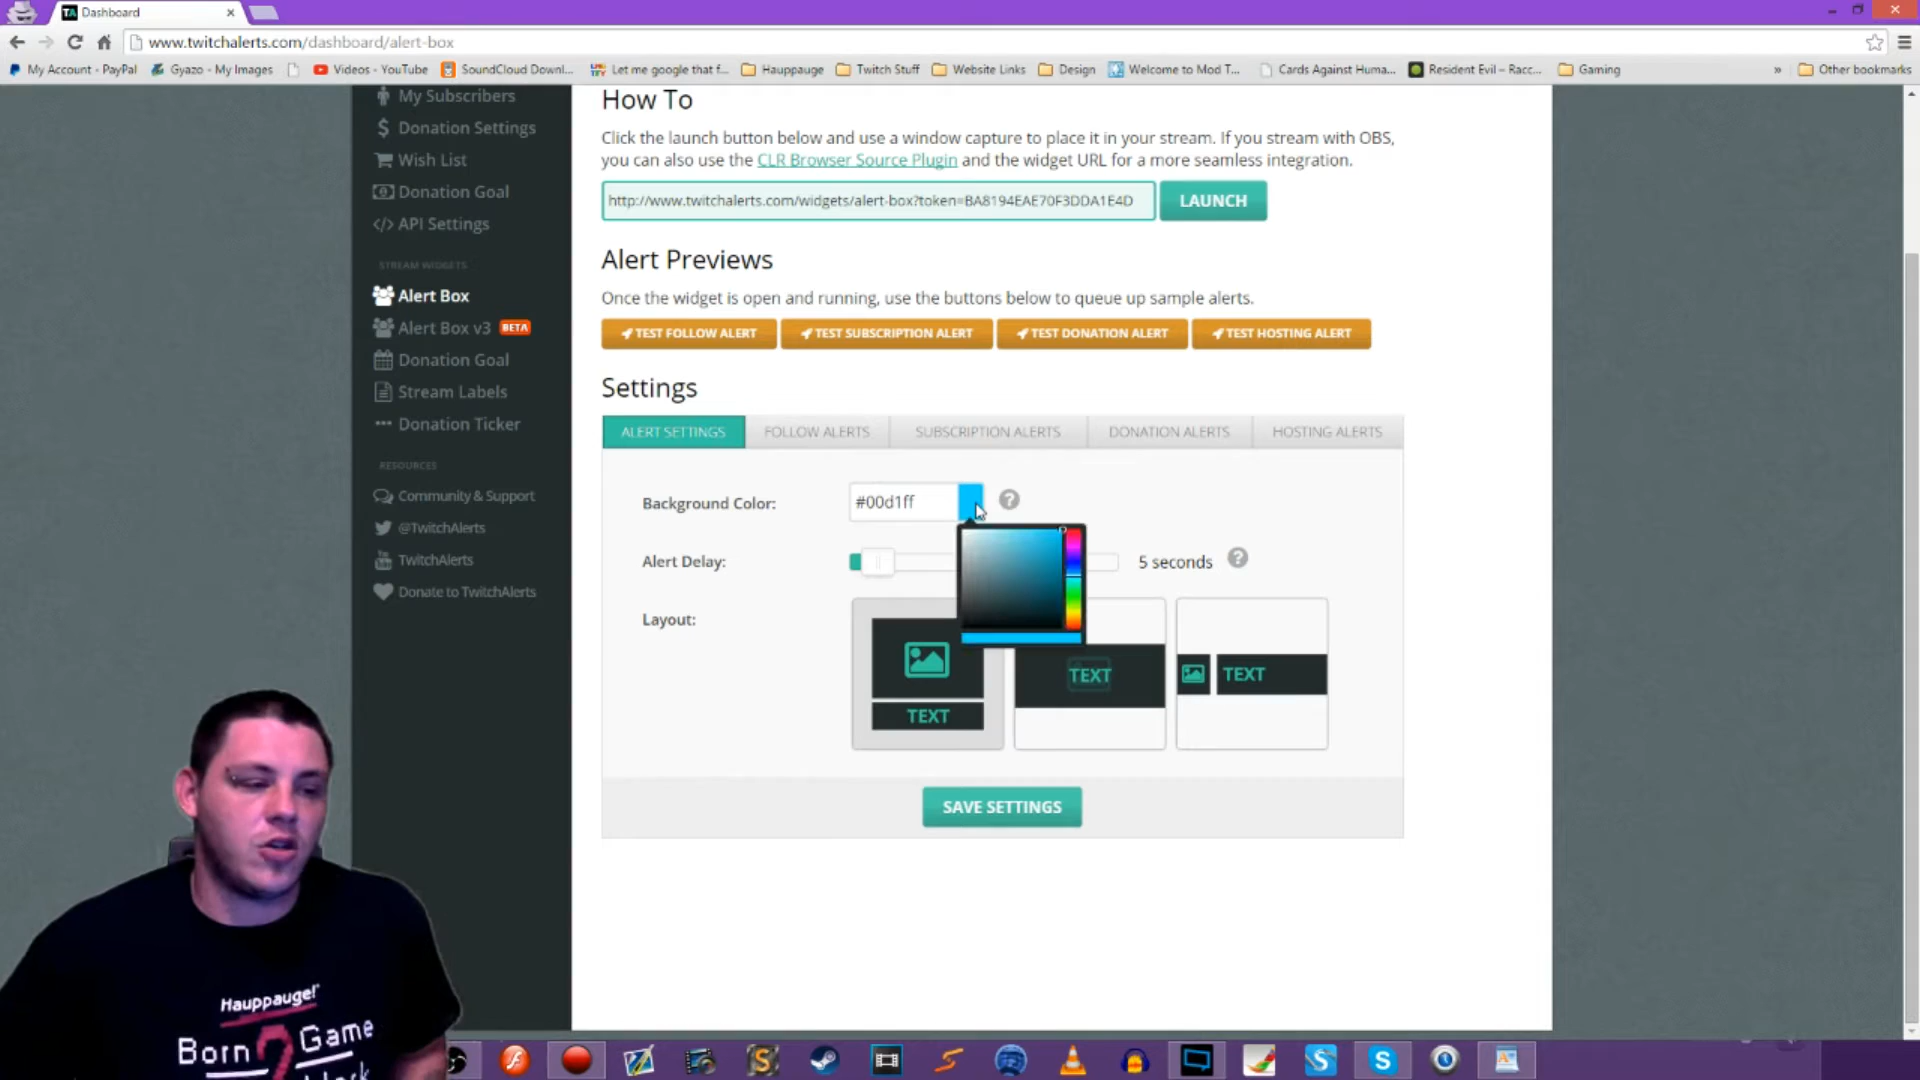 Dashboard
www.twitchalerts.com/dashboard/alert-box
My Account - PayPal
Gyazo - My Images
Videos - YouTube
SoundCloud Downl...
Let me google that f...
Hauppauge
Twitch Stuff
Website Links
Design
Welcome to Mod T...
Cards Against Huma...
Resident Evil – Racc...
Gaming
»
Other bookmarks
My Subscribers
Donation Settings
Wish List
Donation Goal
API Settings
STREAM WIDGETS
Alert Box
Alert Box v3 BETA
Donation Goal
Stream Labels
Donation Ticker
RESOURCES
Community & Support
@TwitchAlerts
TwitchAlerts
Donate to TwitchAlerts
How To
Click the launch button below and use a window capture to place it in your stream. If you stream with OBS,
you can also use the CLR Browser Source Plugin and the widget URL for a more seamless integration.
http://www.twitchalerts.com/widgets/alert-box?token=BA8194EAE70F3DDA1E4D
LAUNCH
Alert Previews
Once the widget is open and running, use the buttons below to queue up sample alerts.
TEST FOLLOW ALERT
TEST SUBSCRIPTION ALERT
TEST DONATION ALERT
TEST HOSTING ALERT
Settings
ALERT SETTINGS
FOLLOW ALERTS
SUBSCRIPTION ALERTS
DONATION ALERTS
HOSTING ALERTS
Background Color:
#00d1ff
Alert Delay:
5 seconds
Layout:
TEXT
TEXT
TEXT
SAVE SETTINGS
Hauppauge!
Born 2 Game